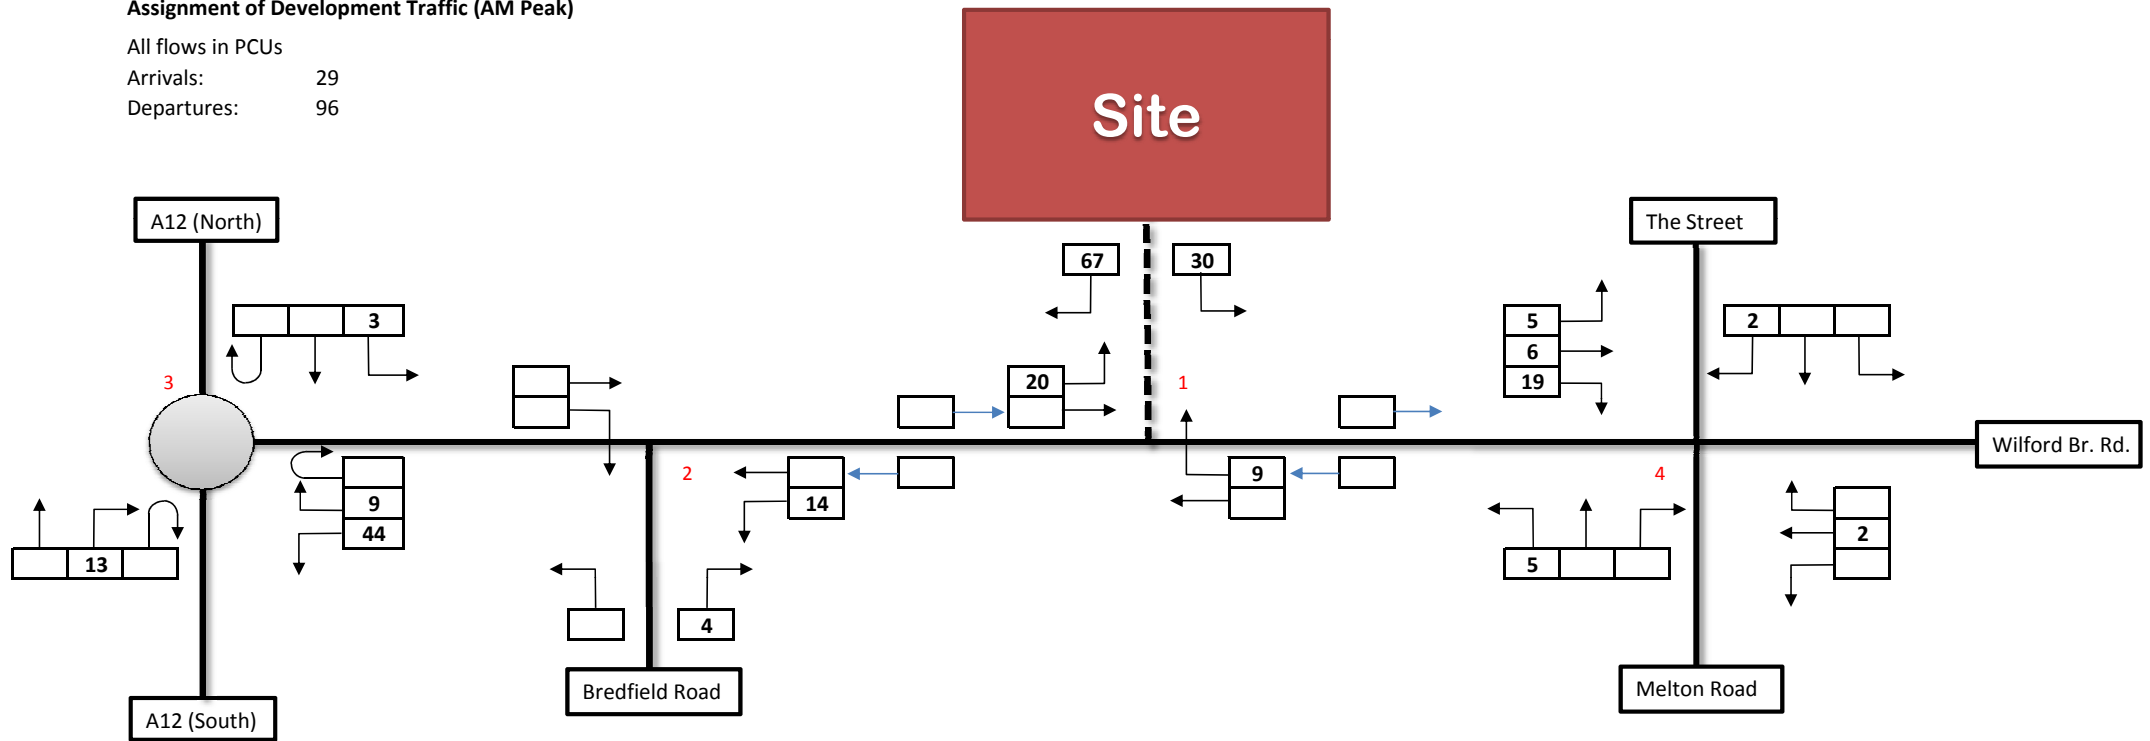 Assignment of Development Traffic (AM Peak)
All flows in PCUs
Arrivals: 29
Departures: 96
Site
A12 (North)
The Street
67 30
3
5
2
6
19
3
20
1
9
14
2
9
4
Wilford Br. Rd.
9
44
2
13
5
4
Bredfield Road
Melton Road
A12 (South)